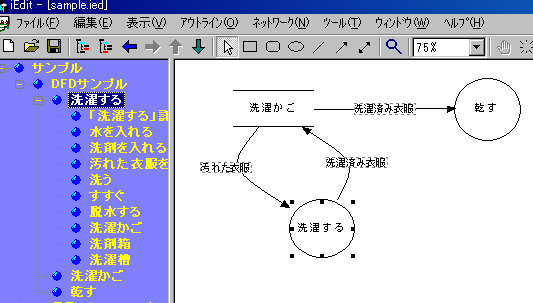 iEdit - [sample.ied]
ファイル(F) 編集(E) 表示(V) アウトライン(O) ネットワーク(N) ツール(T) ウィンドウ(W) ヘルプ(H)
75%
サンプル
DFDサンプル
洗濯する
「洗濯する」
水を入れる
洗剤を入れる
汚れた衣服を
洗う
すすぐ
脱水する
洗濯かご
洗剤箱
洗濯槽
洗濯かご
乾す
洗濯かご
洗濯済み衣服
乾す
汚れた衣服
洗濯済み衣服
洗濯する